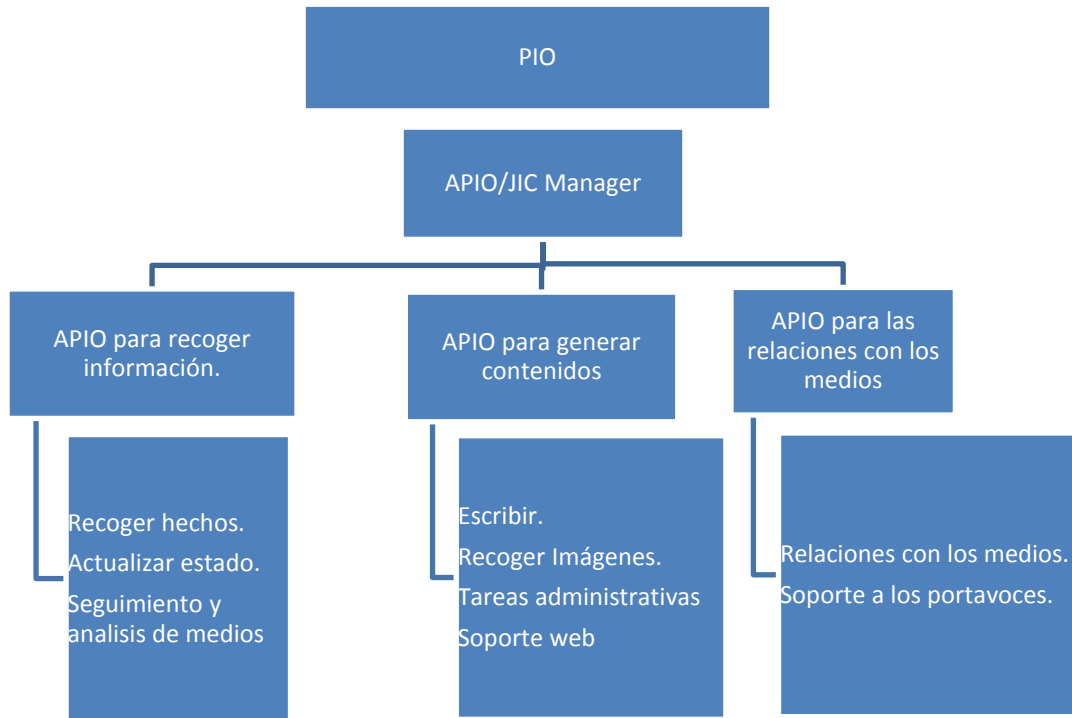 PIO
APIO/JIC Manager
APIO para recoger
información.
APIO para generar
contenidos
APIO para las
relaciones con los
medios
Recoger hechos.
Actualizar estado.
Seguimiento y
analisis de medios
Escribir.
Recoger Imágenes.
Tareas administrativas
Soporte web
Relaciones con los medios.
Soporte a los portavoces.